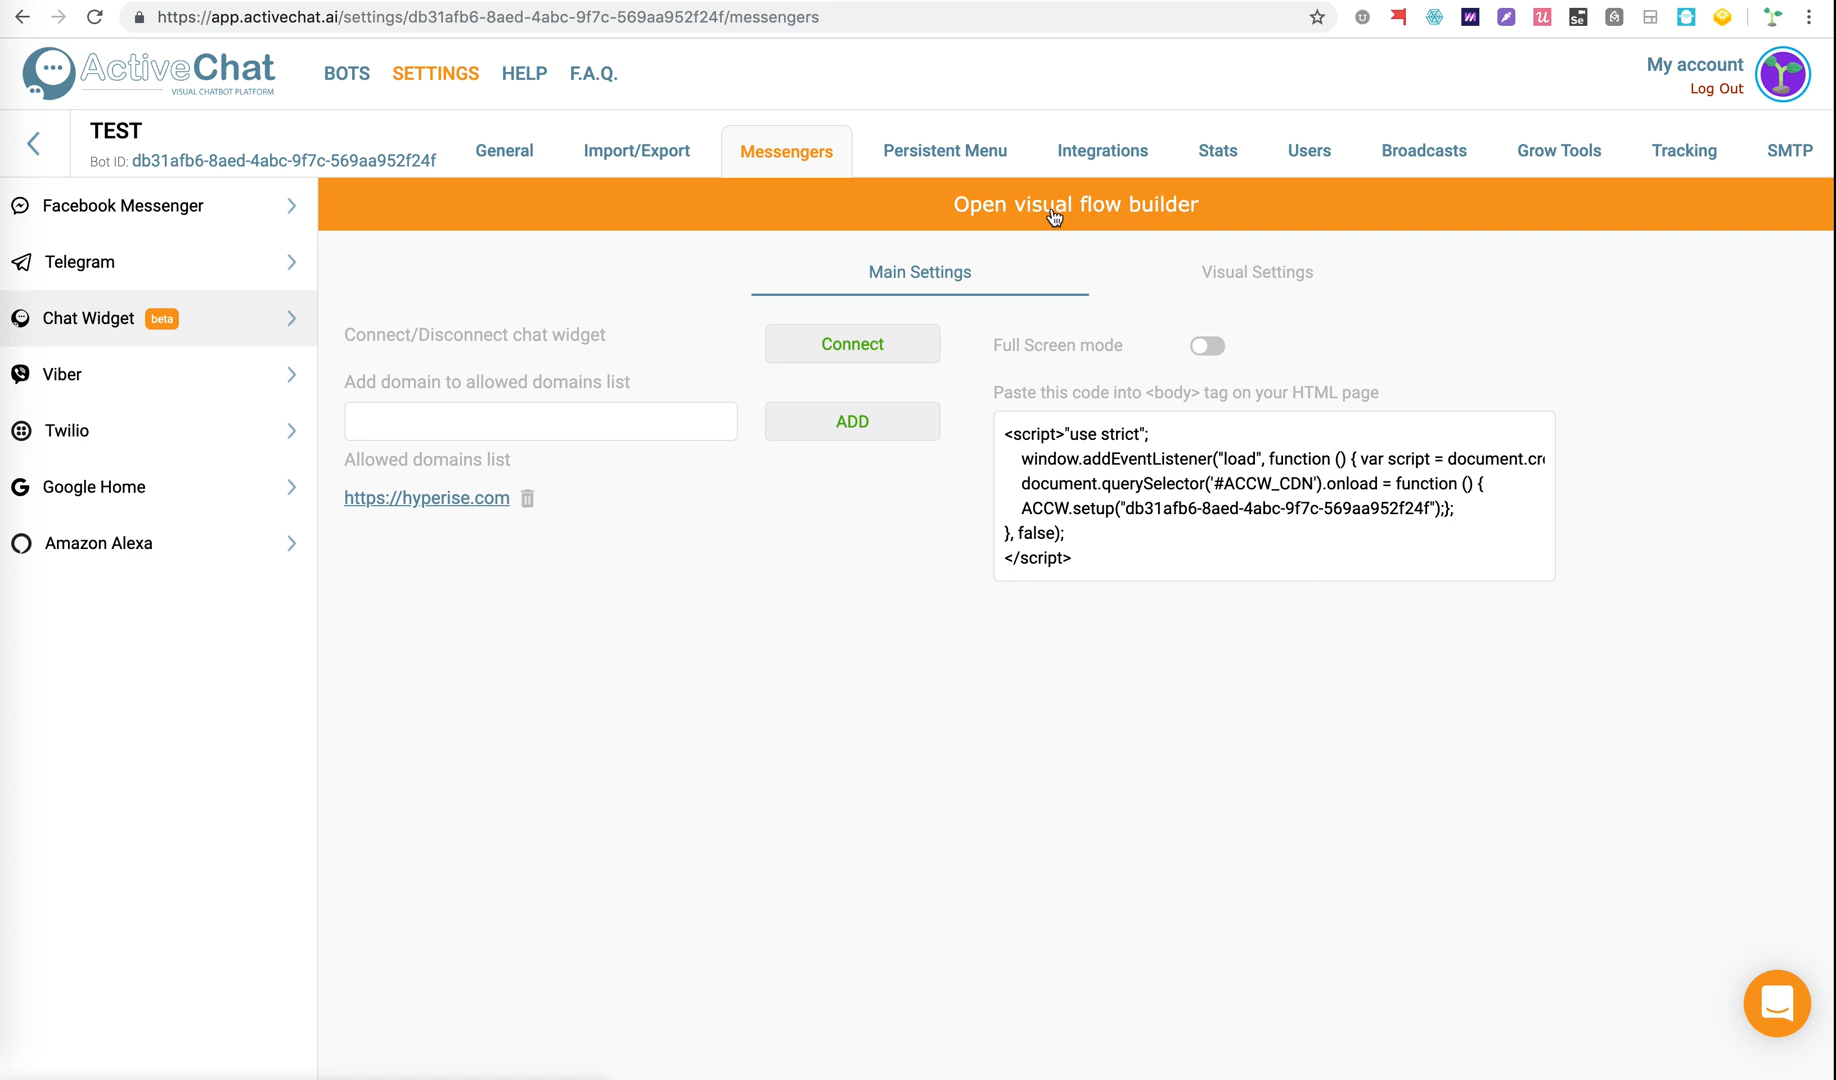 https://app.activechat.ai/settings/db31afb6-8aed-4abc-9f7c-569aa952f24f/messengers
ActiveChat
VISUAL CHATBOT PLATFORM
BOTS SETTINGS HELP F.A.Q.
My account
Log Out
TEST
Bot ID: db31afb6-8aed-4abc-9f7c-569aa952f24f
General Import/Export Messengers Persistent Menu Integrations Stats Users Broadcasts Grow Tools Tracking SMTP
Facebook Messenger
Telegram
Chat Widget beta
Viber
Twilio
Google Home
Amazon Alexa
Open visual flow builder
Main Settings Visual Settings
Connect/Disconnect chat widget
Connect
Add domain to allowed domains list
ADD
Allowed domains list
https://hyperise.com
Full Screen mode
Paste this code into <body> tag on your HTML page
<script>"use strict";
window.addEventListener("load", function () { var script = document.cre
document.querySelector('#ACCW_CDN').onload = function () {
ACCW.setup("db31afb6-8aed-4abc-9f7c-569aa952f24f");};
}, false);
</script>